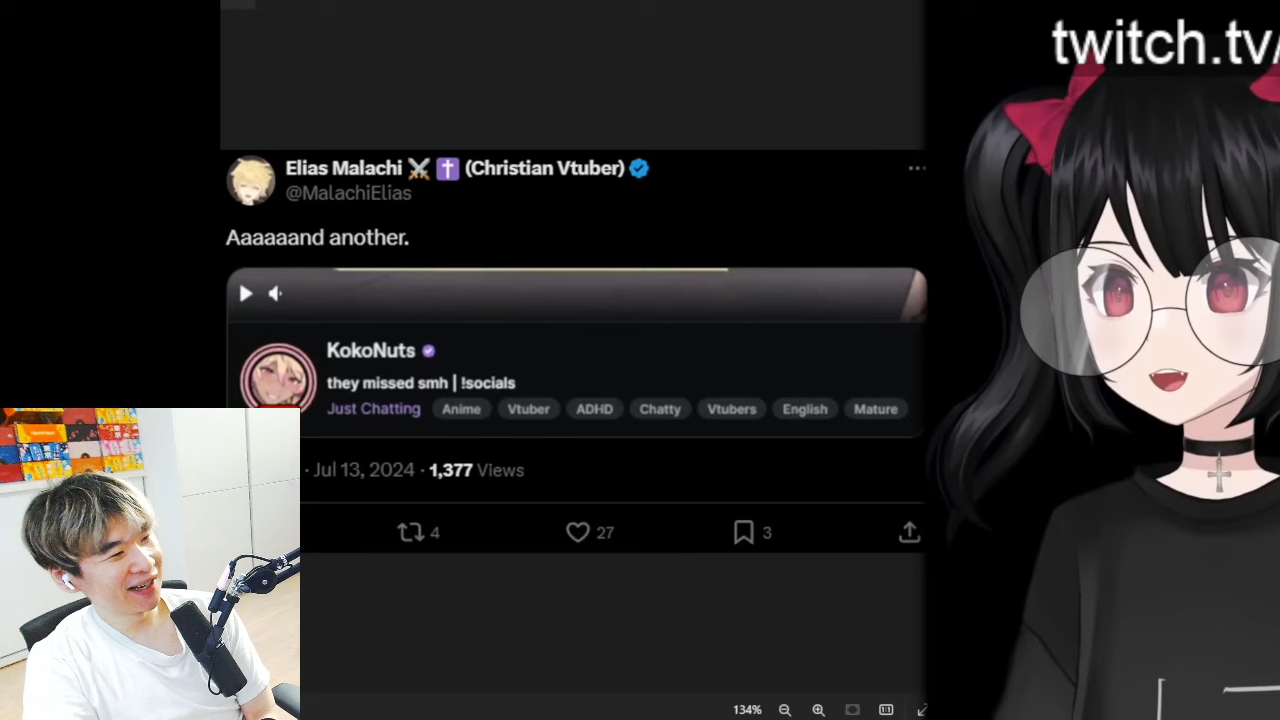 twitch.tv/
Elias Malachi ⚔️ ✝️ (Christian Vtuber)
@MalachiElias
Aaaaaand another.
KokoNuts
they missed smh | !socials
Just Chatting Anime Vtuber ADHD Chatty Vtubers English Mature
· Jul 13, 2024 · 1,377 Views
4 27 3
134%